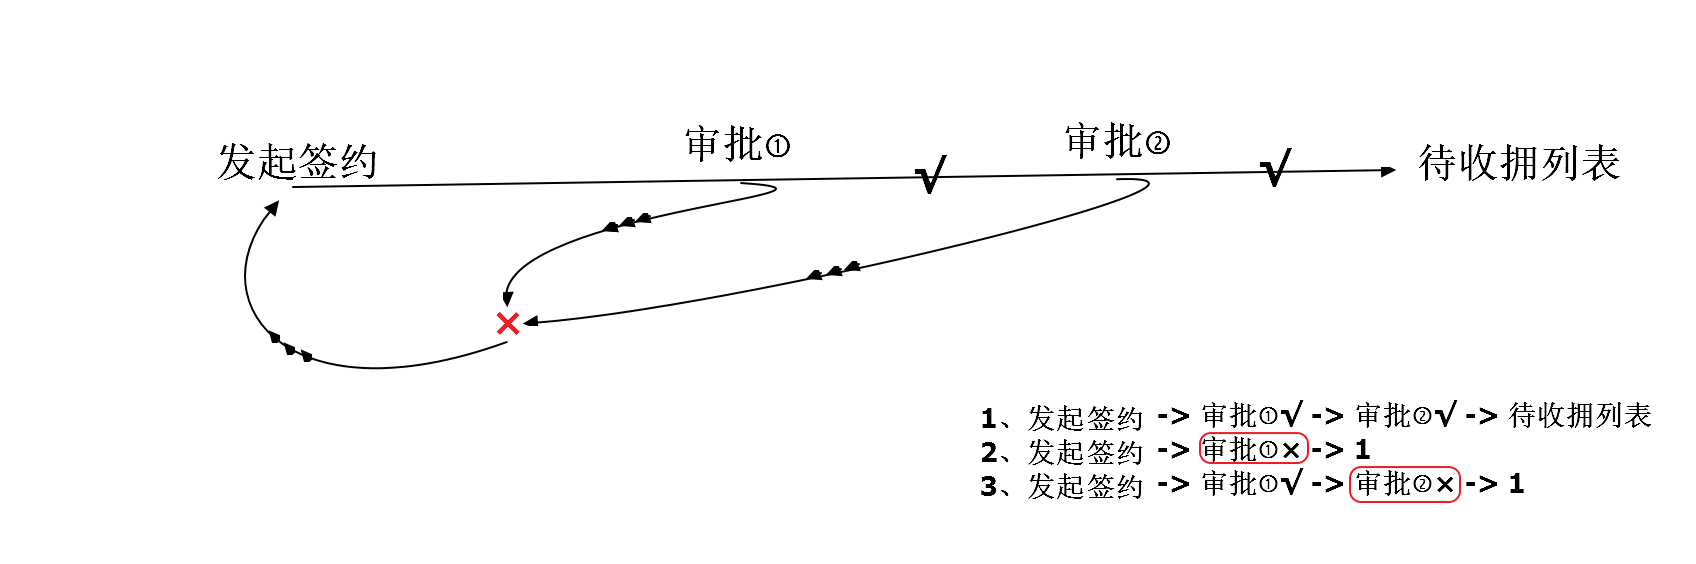 发起签约
审批①
√
审批②
√
待收拥列表
×
1、发起签约 -> 审批①√ -> 审批②√ -> 待收拥列表
2、发起签约 -> 审批①× -> 1
3、发起签约 -> 审批①√ -> 审批②× -> 1